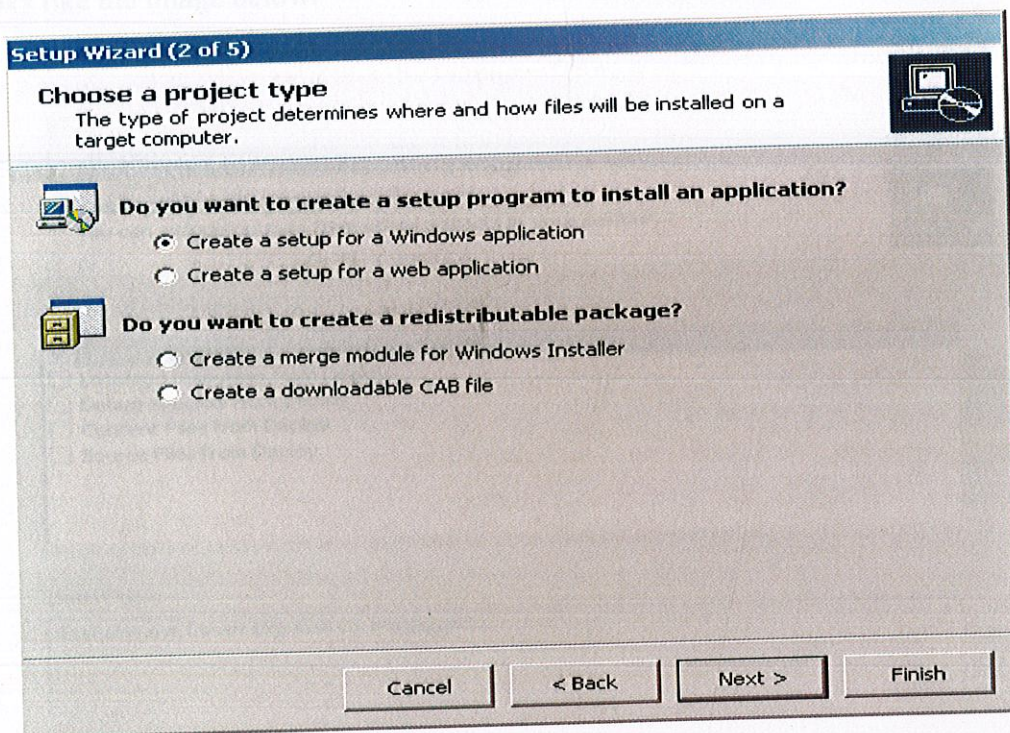 Setup Wizard (2 of 5)
Choose a project type
The type of project determines where and how files will be installed on a
target computer.
Do you want to create a setup program to install an application?
Create a setup for a Windows application
Create a setup for a web application
Do you want to create a redistributable package?
Create a merge module for Windows Installer
Create a downloadable CAB file
Cancel
< Back
Next >
Finish